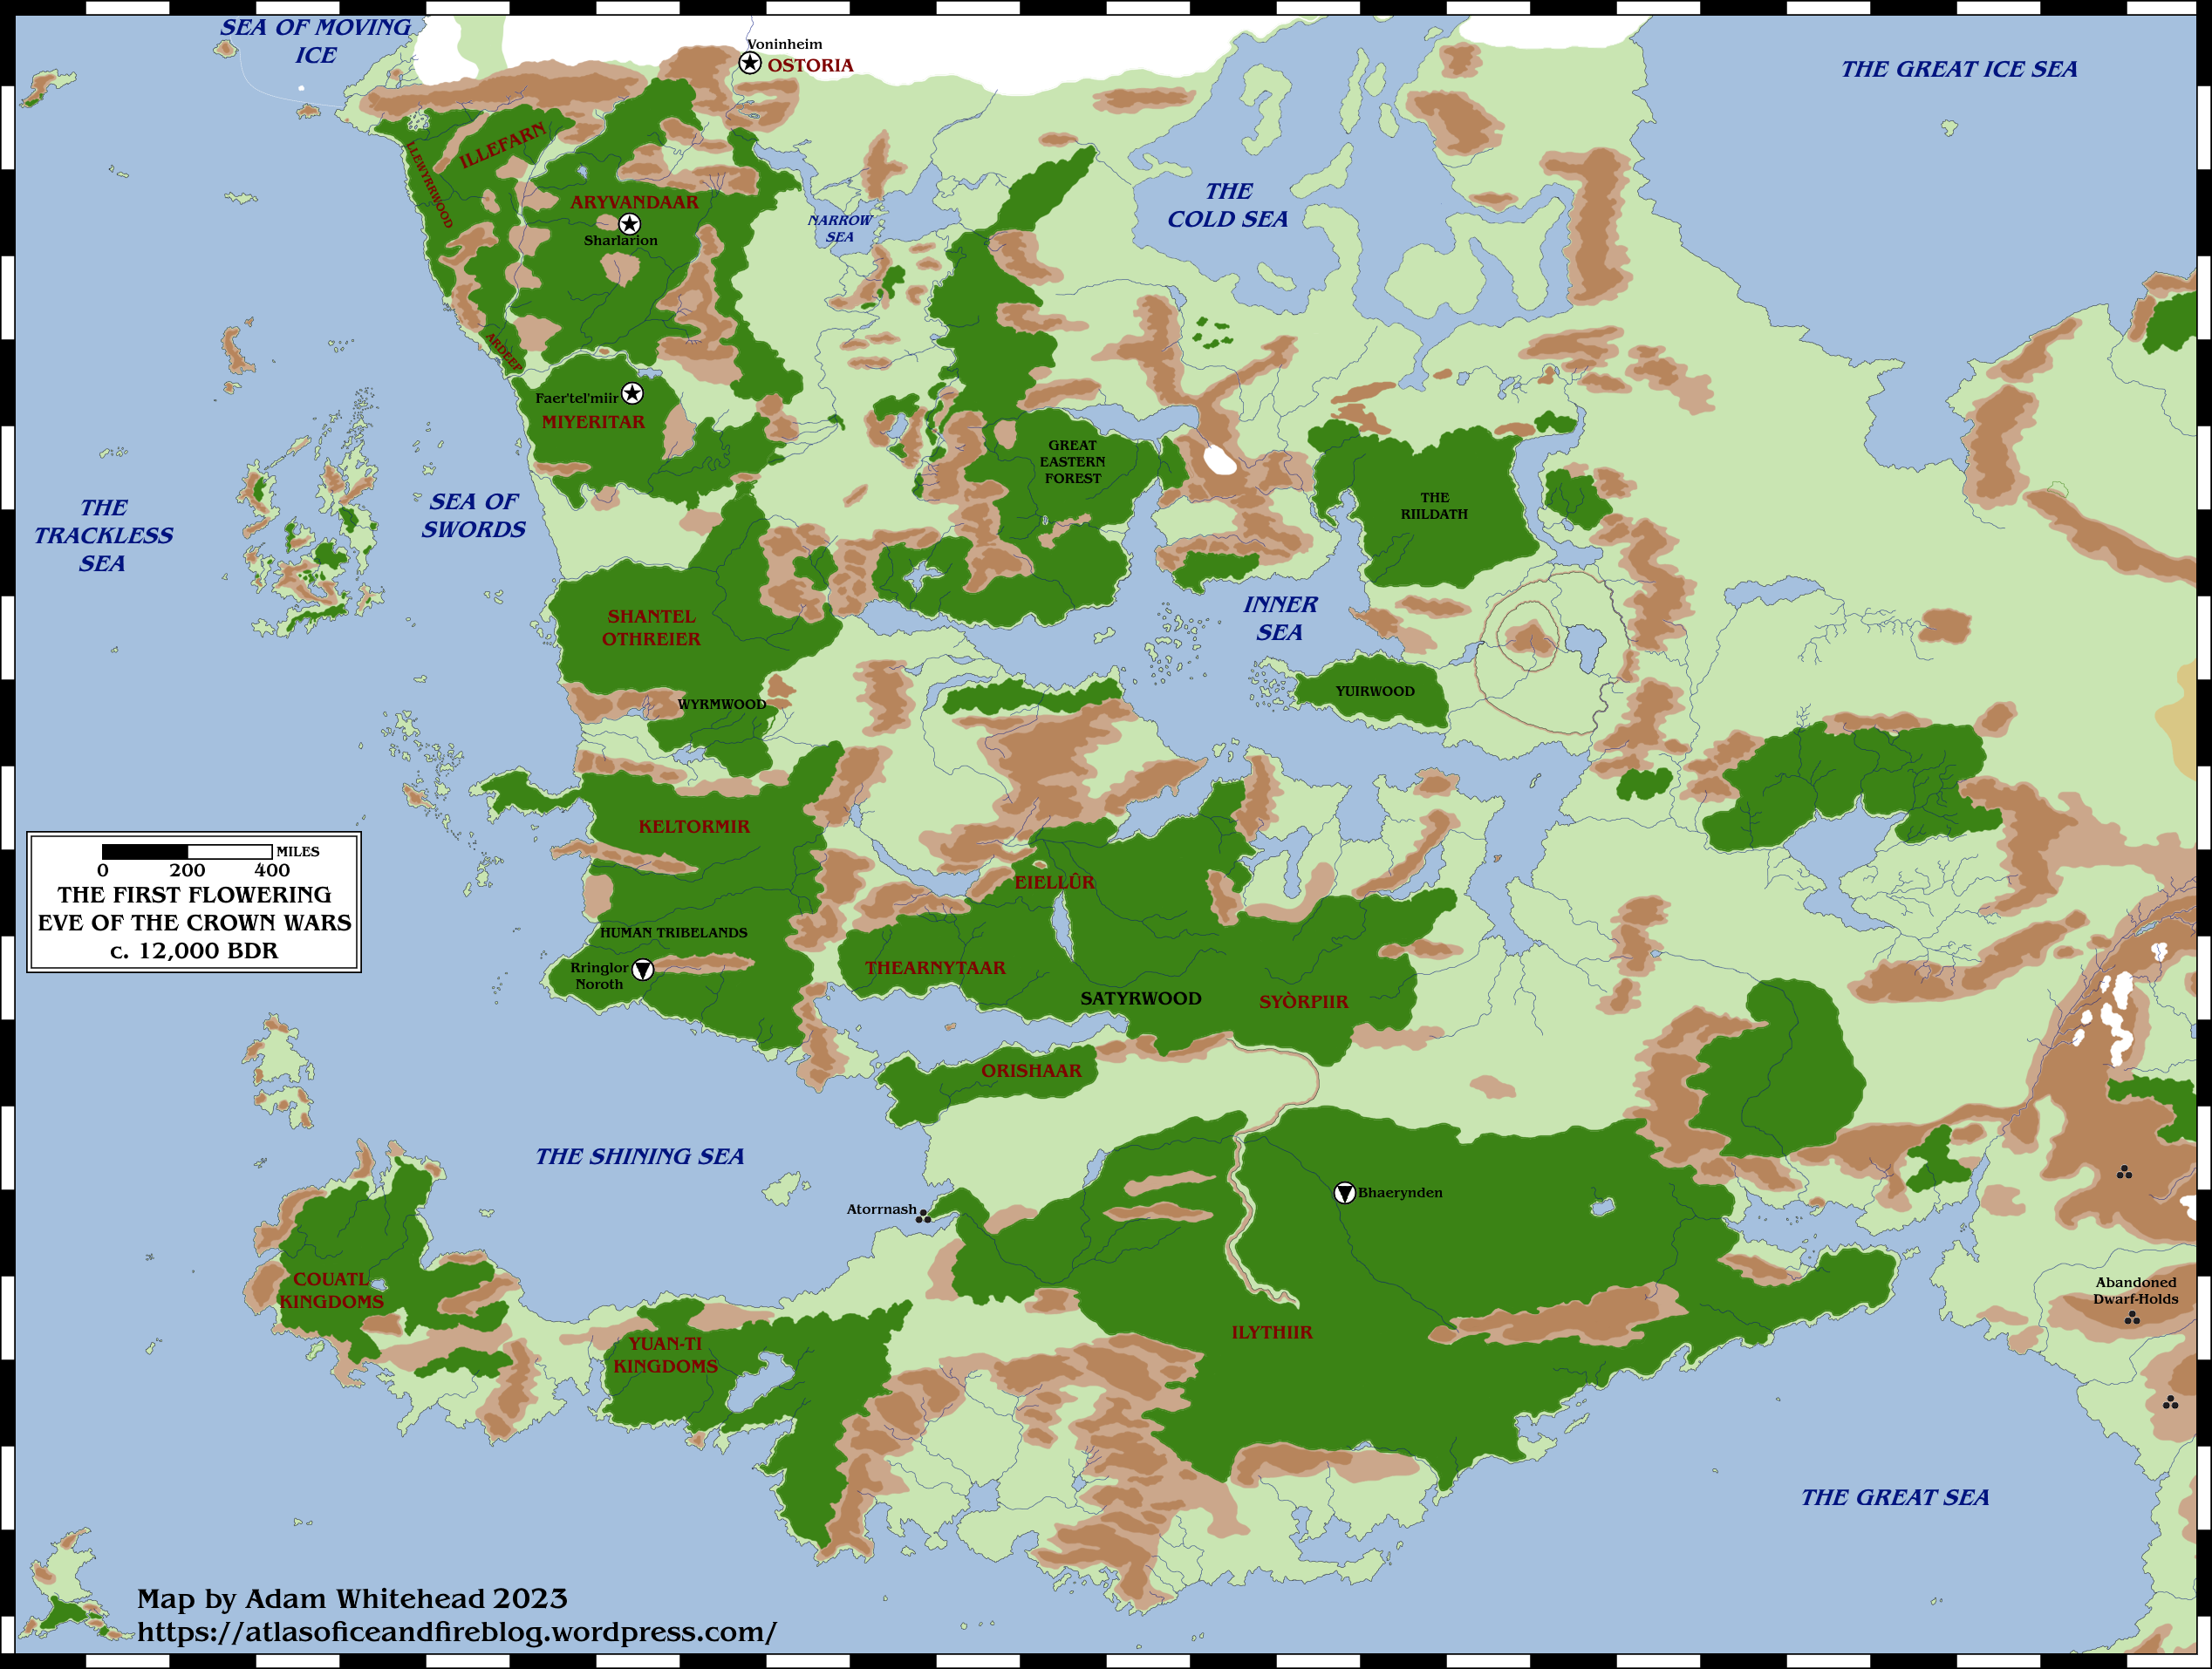 SEA OF MOVING
ICE
Voninheim
OSTORIA
THE GREAT ICE SEA
ILLEFARN
LLEWYRRWOOD
ARYVANDAAR
Sharlarion
NARROW
SEA
THE
COLD SEA
ARDEEP
Faer'tel'miir
MIYERITAR
GREAT
EASTERN
FOREST
THE
RIILDATH
THE
TRACKLESS
SEA
SEA OF
SWORDS
SHANTEL
OTHREIER
INNER
SEA
WYRMWOOD
YUIRWOOD
KELTORMIR
EIELLÛR
HUMAN TRIBELANDS
Rringlor
Noroth
THEARNYTAAR
SATYRWOOD
SYÒRPIIR
ORISHAAR
0 200 400 MILES
THE FIRST FLOWERING
EVE OF THE CROWN WARS
c. 12,000 BDR
THE SHINING SEA
Atorrnash
Bhaerynden
COUATL
KINGDOMS
YUAN-TI
KINGDOMS
ILYTHIIR
Abandoned
Dwarf-Holds
THE GREAT SEA
Map by Adam Whitehead 2023
https://atlasoficeandfireblog.wordpress.com/